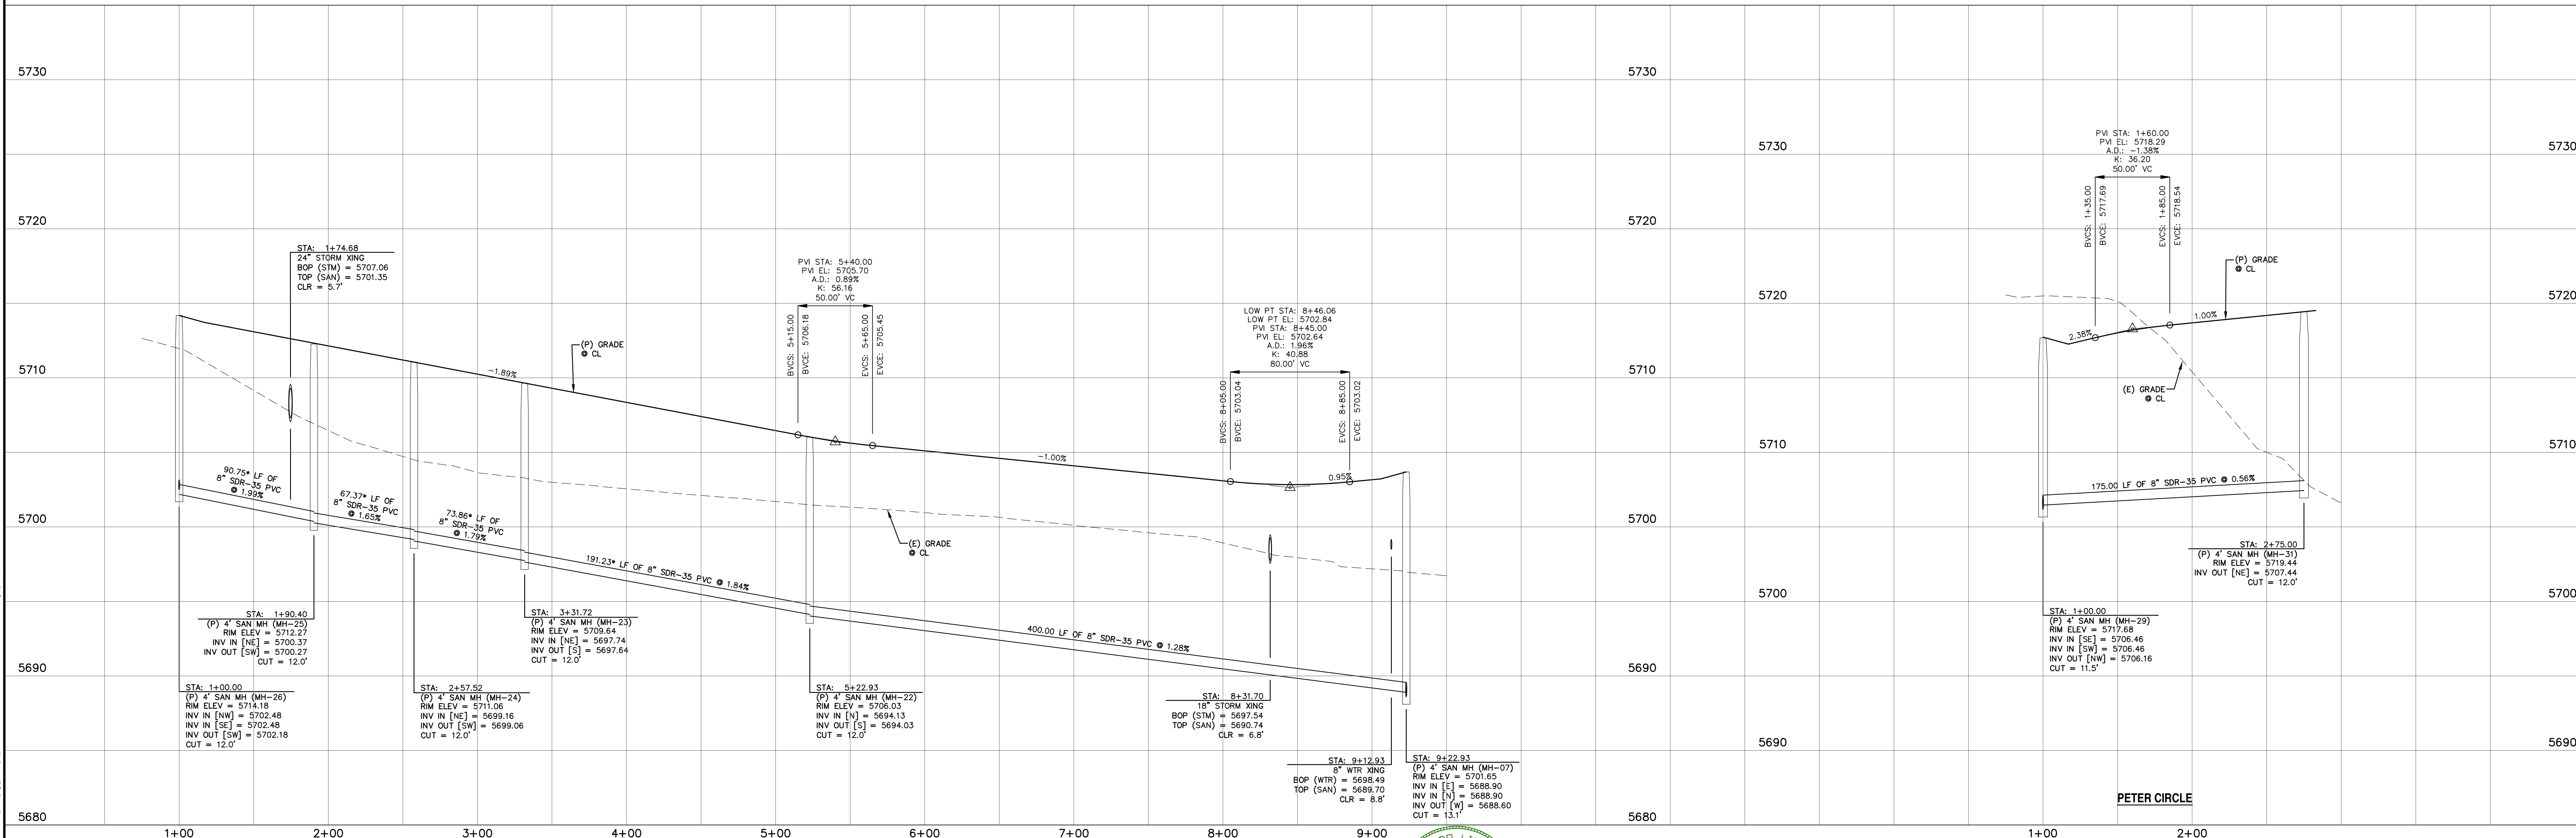 5730
5720
5710
5700
5690
5680
1+00
2+00
3+00
4+00
5+00
6+00
7+00
8+00
9+00
STA: 1+74.68
24" STORM XING
BOP (STM) = 5707.06
TOP (SAN) = 5701.35
CLR = 5.7'
PVI STA: 5+40.00
PVI EL: 5705.70
A.D.: 0.89%
K: 56.16
50.00' VC
BVCS: 5+15.00
BVCE: 5706.18
EVCS: 5+65.00
EVCE: 5705.45
LOW PT STA: 8+46.06
LOW PT EL: 5702.84
PVI STA: 8+45.00
PVI EL: 5702.64
A.D.: 1.96%
K: 40.88
80.00' VC
BVCS: 8+05.00
BVCE: 5703.04
EVCS: 8+85.00
EVCE: 5703.02
(P) GRADE
@ CL
-1.89%
-1.00%
0.95%
(E) GRADE
@ CL
90.75* LF OF
8" SDR-35 PVC
@ 1.99%
67.37* LF OF
8" SDR-35 PVC
@ 1.65%
73.86* LF OF
8" SDR-35 PVC
@ 1.79%
191.23* LF OF 8" SDR-35 PVC @ 1.84%
400.00 LF OF 8" SDR-35 PVC @ 1.28%
STA: 1+00.00
(P) 4' SAN MH (MH-26)
RIM ELEV = 5714.18
INV IN [NW] = 5702.48
INV IN [SE] = 5702.48
INV OUT [SW] = 5702.18
CUT = 12.0'
STA: 1+90.40
(P) 4' SAN MH (MH-25)
RIM ELEV = 5712.27
INV IN [NE] = 5700.37
INV OUT [SW] = 5700.27
CUT = 12.0'
STA: 2+57.52
(P) 4' SAN MH (MH-24)
RIM ELEV = 5711.06
INV IN [NE] = 5699.16
INV OUT [SW] = 5699.06
CUT = 12.0'
STA: 3+31.72
(P) 4' SAN MH (MH-23)
RIM ELEV = 5709.64
INV IN [NE] = 5697.74
INV OUT [S] = 5697.64
CUT = 12.0'
STA: 5+22.93
(P) 4' SAN MH (MH-22)
RIM ELEV = 5706.03
INV IN [N] = 5694.13
INV OUT [S] = 5694.03
CUT = 12.0'
STA: 8+31.70
18" STORM XING
BOP (STM) = 5697.54
TOP (SAN) = 5690.74
CLR = 6.8'
STA: 9+12.93
8" WTR XING
BOP (WTR) = 5698.49
TOP (SAN) = 5689.70
CLR = 8.8'
STA: 9+22.93
(P) 4' SAN MH (MH-07)
RIM ELEV = 5701.65
INV IN [E] = 5688.90
INV IN [N] = 5688.90
INV OUT [W] = 5688.60
CUT = 13.1'
5730
5720
5710
5700
5690
5680
5730
5720
5710
5700
5690
PVI STA: 1+60.00
PVI EL: 5718.29
A.D.: -1.38%
K: 36.20
50.00' VC
BVCS: 1+35.00
BVCE: 5717.69
EVCS: 1+85.00
EVCE: 5718.54
(P) GRADE
@ CL
2.38%
1.00%
(E) GRADE
@ CL
175.00 LF OF 8" SDR-35 PVC @ 0.56%
STA: 2+75.00
(P) 4' SAN MH (MH-31)
RIM ELEV = 5719.44
INV OUT [NE] = 5707.44
CUT = 12.0'
STA: 1+00.00
(P) 4' SAN MH (MH-29)
RIM ELEV = 5717.68
INV IN [SE] = 5706.46
INV IN [SW] = 5706.46
INV OUT [NW] = 5706.16
CUT = 11.5'
PETER CIRCLE
1+00
2+00
5730
5720
5710
5700
5690